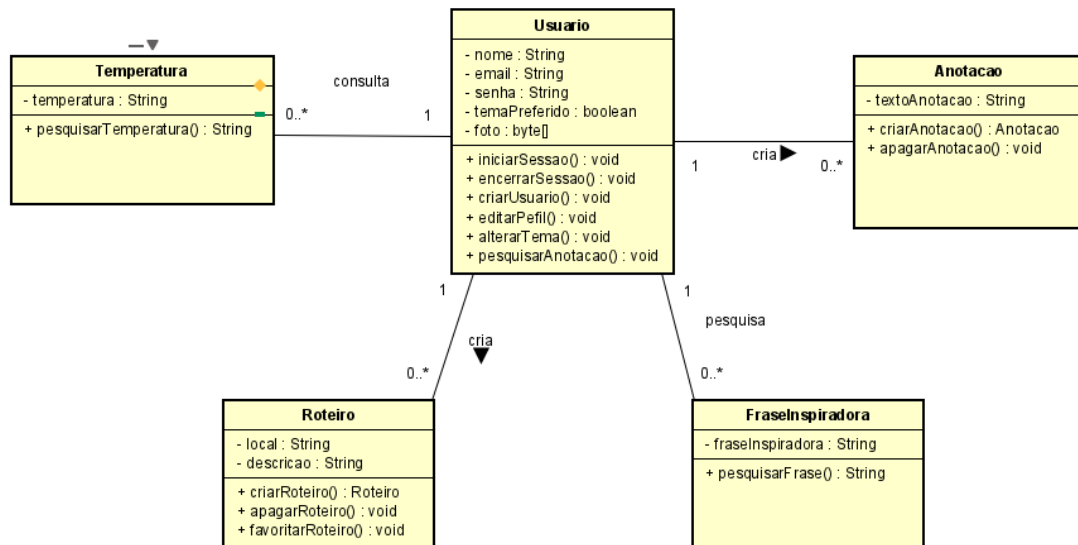 Usuario
- nome : String
- email : String
- senha : String
- temaPreferido : boolean
- foto : byte[]
+ iniciarSessao() : void
+ encerrarSessao() : void
+ criarUsuario() : void
+ editarPefil() : void
+ alterarTema() : void
+ pesquisarAnotacao() : void
Temperatura
- temperatura : String
+ pesquisarTemperatura() : String
consulta
0..*
1
Anotacao
- textoAnotacao : String
+ criarAnotacao() : Anotacao
+ apagarAnotacao() : void
cria
1
0..*
1
cria
0..*
1
pesquisa
0..*
Roteiro
- local : String
- descricao : String
+ criarRoteiro() : Roteiro
+ apagarRoteiro() : void
+ favoritarRoteiro() : void
FraseInspiradora
- fraseInspiradora : String
+ pesquisarFrase() : String